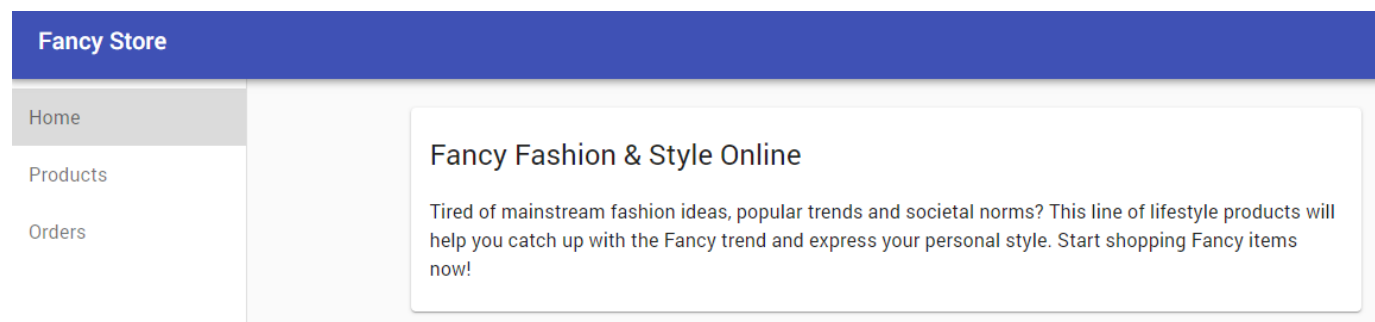 Fancy Store
Home
Products
Orders
Fancy Fashion & Style Online
Tired of mainstream fashion ideas, popular trends and societal norms? This line of lifestyle products will
help you catch up with the Fancy trend and express your personal style. Start shopping Fancy items
now!